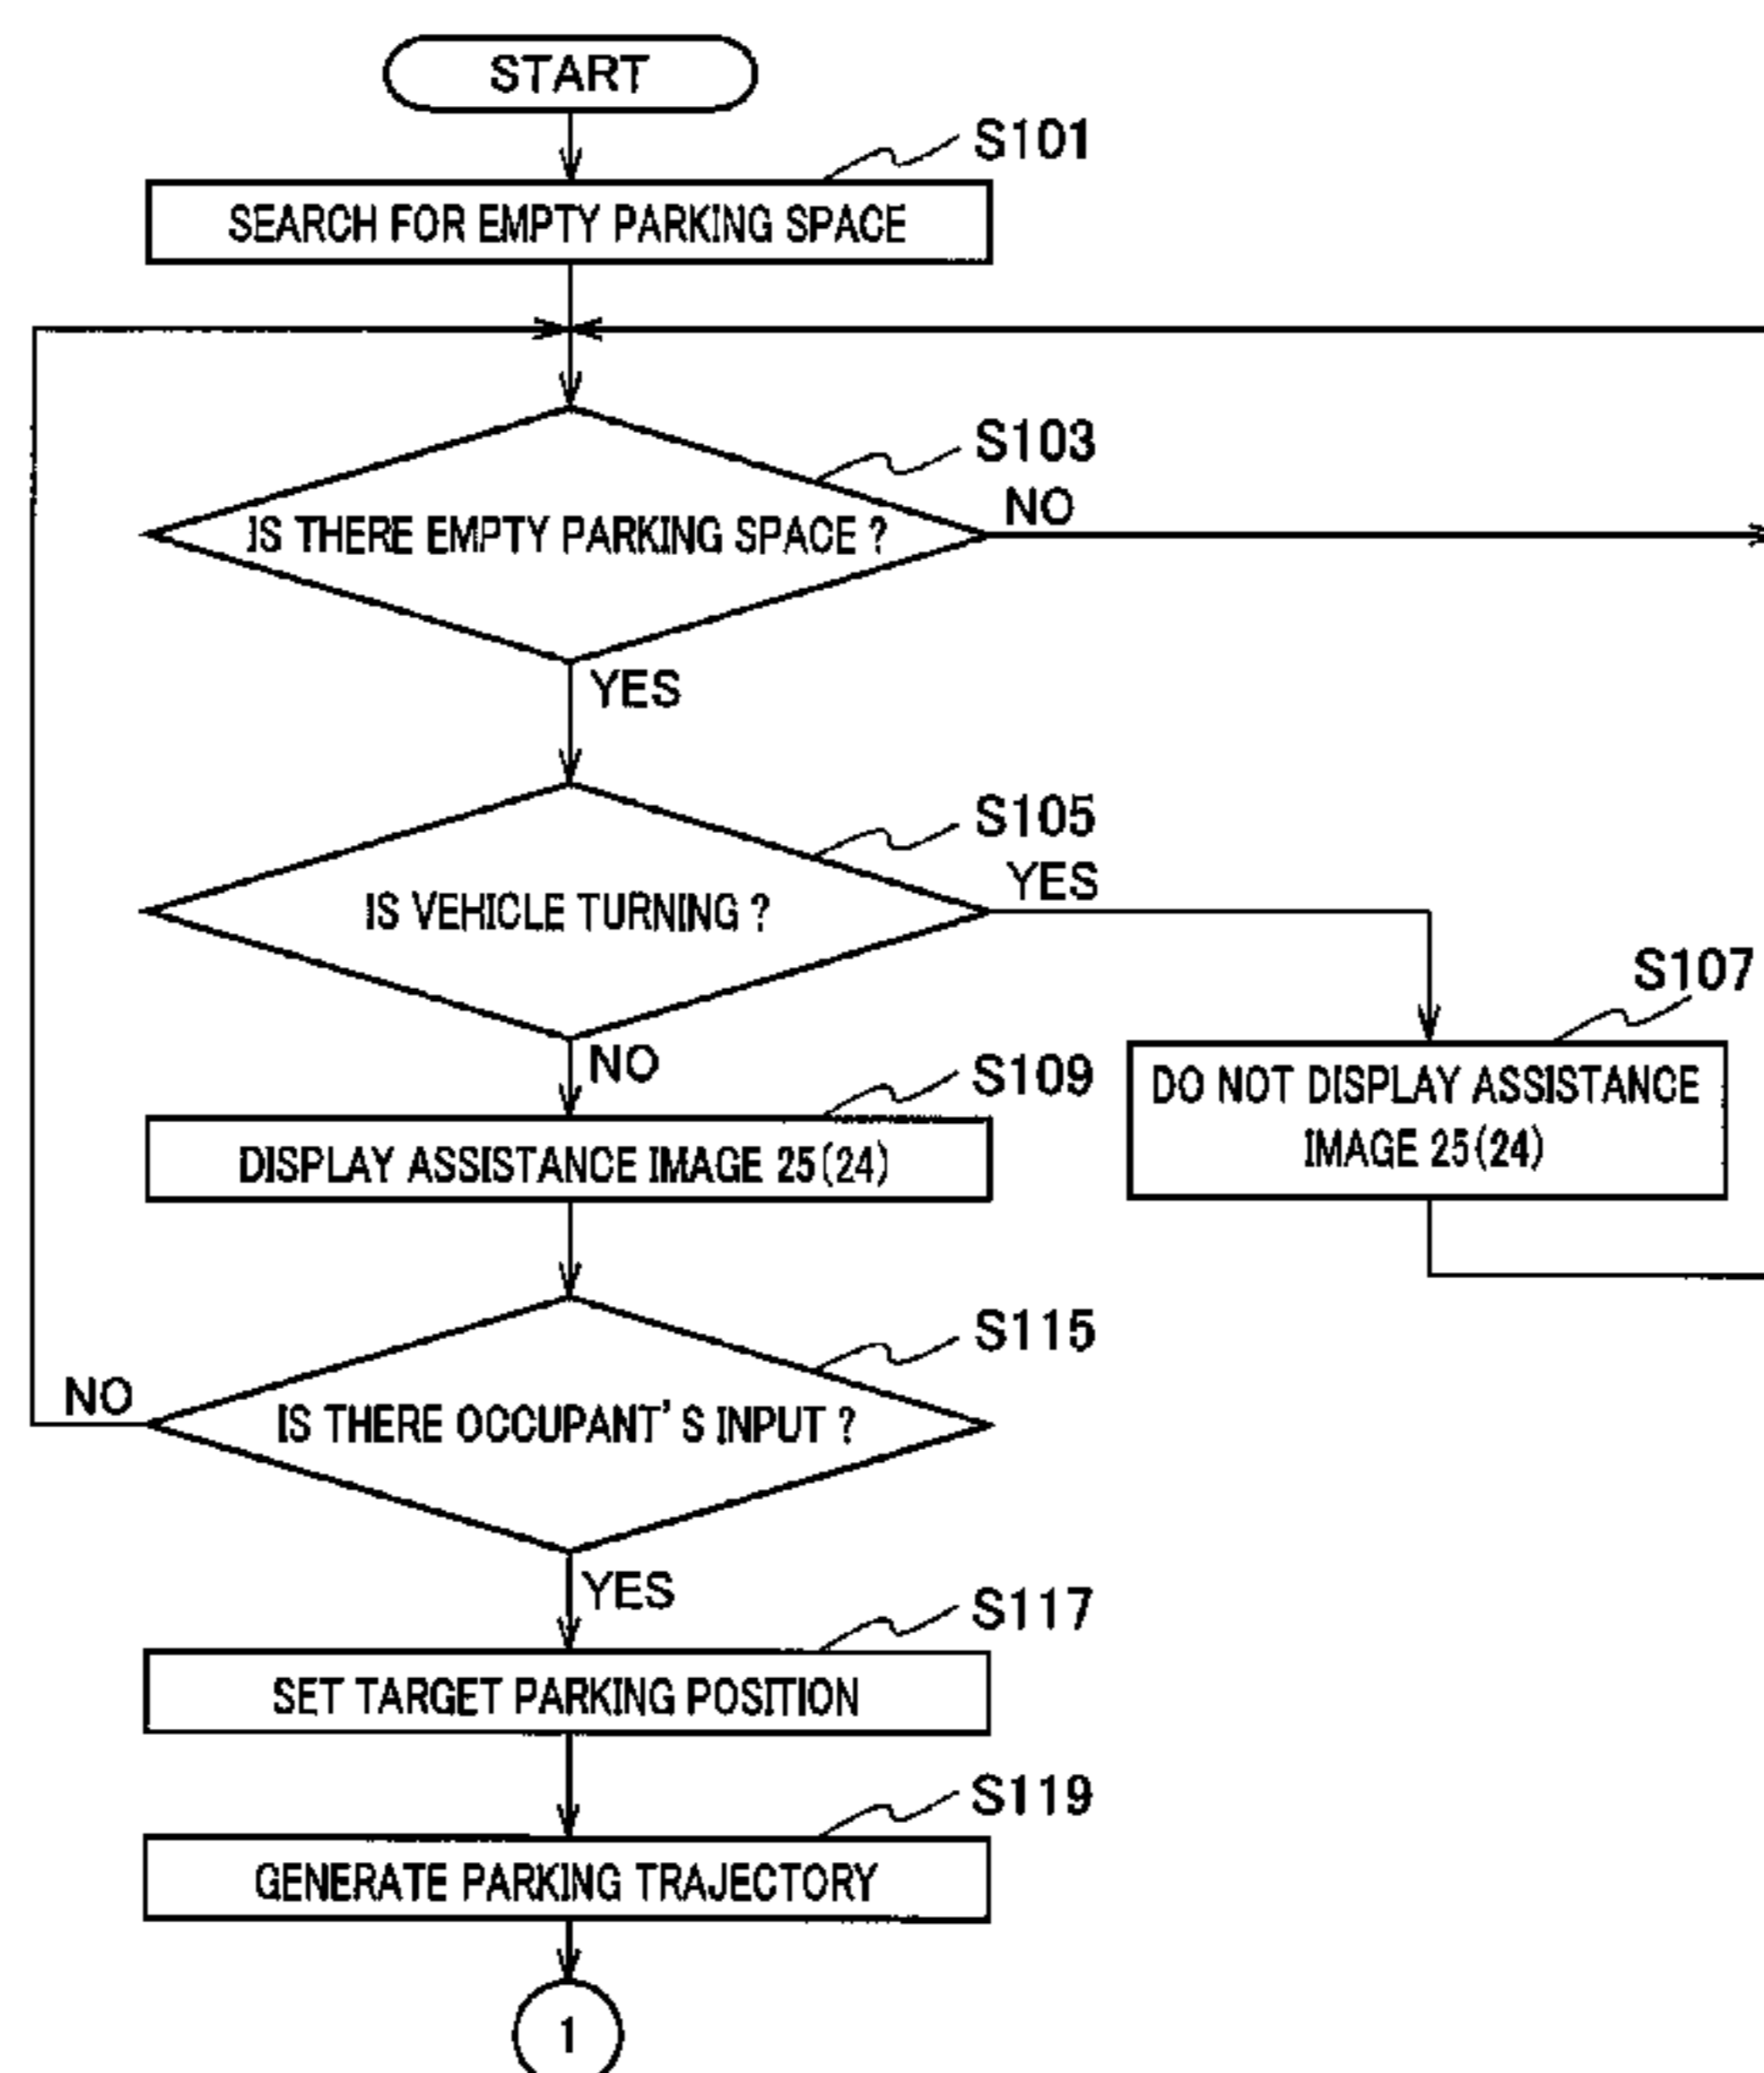 START
S101
SEARCH FOR EMPTY PARKING SPACE
S103
IS THERE EMPTY PARKING SPACE ?
NO
YES
S105
IS VEHICLE TURNING ?
YES
S107
DO NOT DISPLAY ASSISTANCE
IMAGE 25(24)
NO
S109
DISPLAY ASSISTANCE IMAGE 25(24)
S115
IS THERE OCCUPANT'S INPUT ?
NO
YES
S117
SET TARGET PARKING POSITION
S119
GENERATE PARKING TRAJECTORY
1